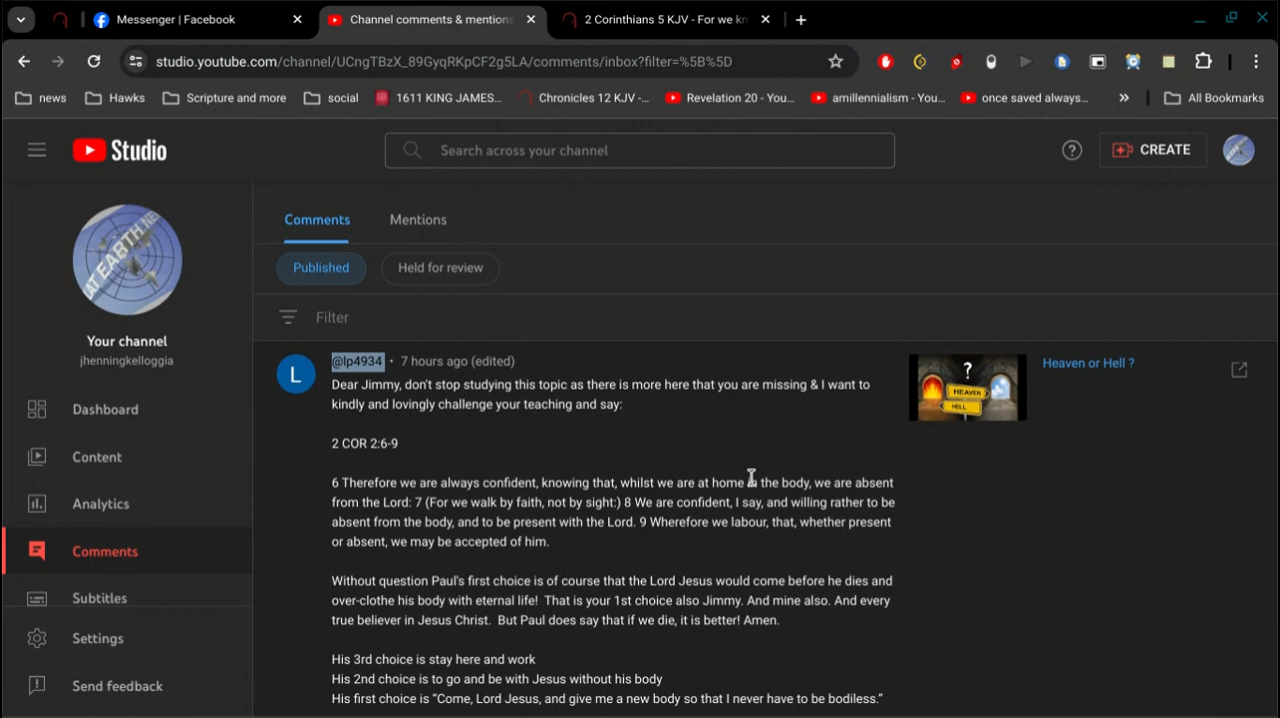 Messenger | Facebook
Channel comments & mentions
2 Corinthians 5 KJV - For we kn
studio.youtube.com/channel/UCngTBzX_89GyqRKpCF2g5LA/comments/inbox?filter=%5B%5D
news
Hawks
Scripture and more
social
1611 KING JAMES...
Chronicles 12 KJV -...
Revelation 20 - You...
amillennialism - You...
once saved always...
All Bookmarks
Studio
Search across your channel
CREATE
AT EARTH NE
Your channel
jhenningkelloggia
Dashboard
Content
Analytics
Comments
Subtitles
Settings
Send feedback
Comments
Mentions
Published
Held for review
Filter
L
@lp4934 • 7 hours ago (edited)
Dear Jimmy, don't stop studying this topic as there is more here that you are missing & I want to
kindly and lovingly challenge your teaching and say:
2 COR 2:6-9
6 Therefore we are always confident, knowing that, whilst we are at home in the body, we are absent
from the Lord: 7 (For we walk by faith, not by sight:) 8 We are confident, I say, and willing rather to be
absent from the body, and to be present with the Lord. 9 Wherefore we labour, that, whether present
or absent, we may be accepted of him.
Without question Paul's first choice is of course that the Lord Jesus would come before he dies and
over-clothe his body with eternal life! That is your 1st choice also Jimmy. And mine also. And every
true believer in Jesus Christ. But Paul does say that if we die, it is better! Amen.
His 3rd choice is stay here and work
His 2nd choice is to go and be with Jesus without his body
His first choice is “Come, Lord Jesus, and give me a new body so that I never have to be bodiless.”
?
HEAVEN
HELL
Heaven or Hell ?